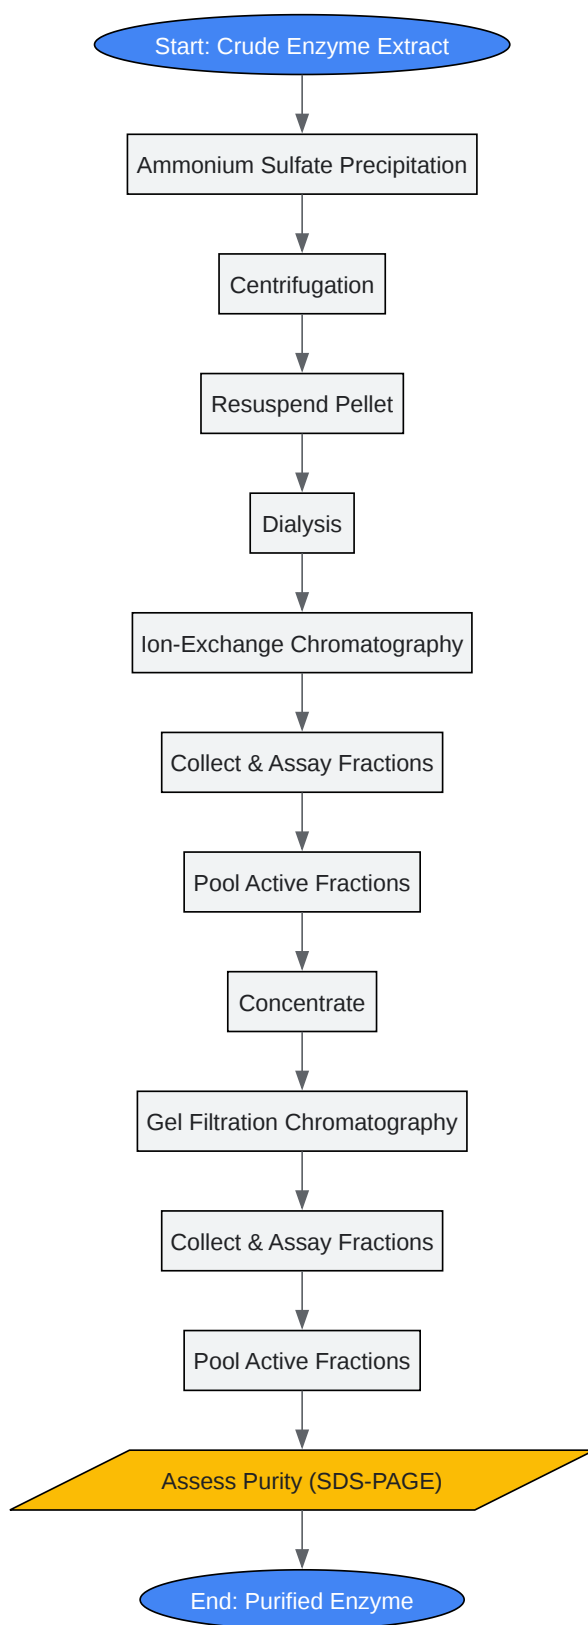 Start: Crude Enzyme Extract
Ammonium Sulfate Precipitation
Centrifugation
Resuspend Pellet
Dialysis
Ion-Exchange Chromatography
Collect & Assay Fractions
Pool Active Fractions
Concentrate
Gel Filtration Chromatography
Collect & Assay Fractions
Pool Active Fractions
Assess Purity (SDS-PAGE)
End: Purified Enzyme